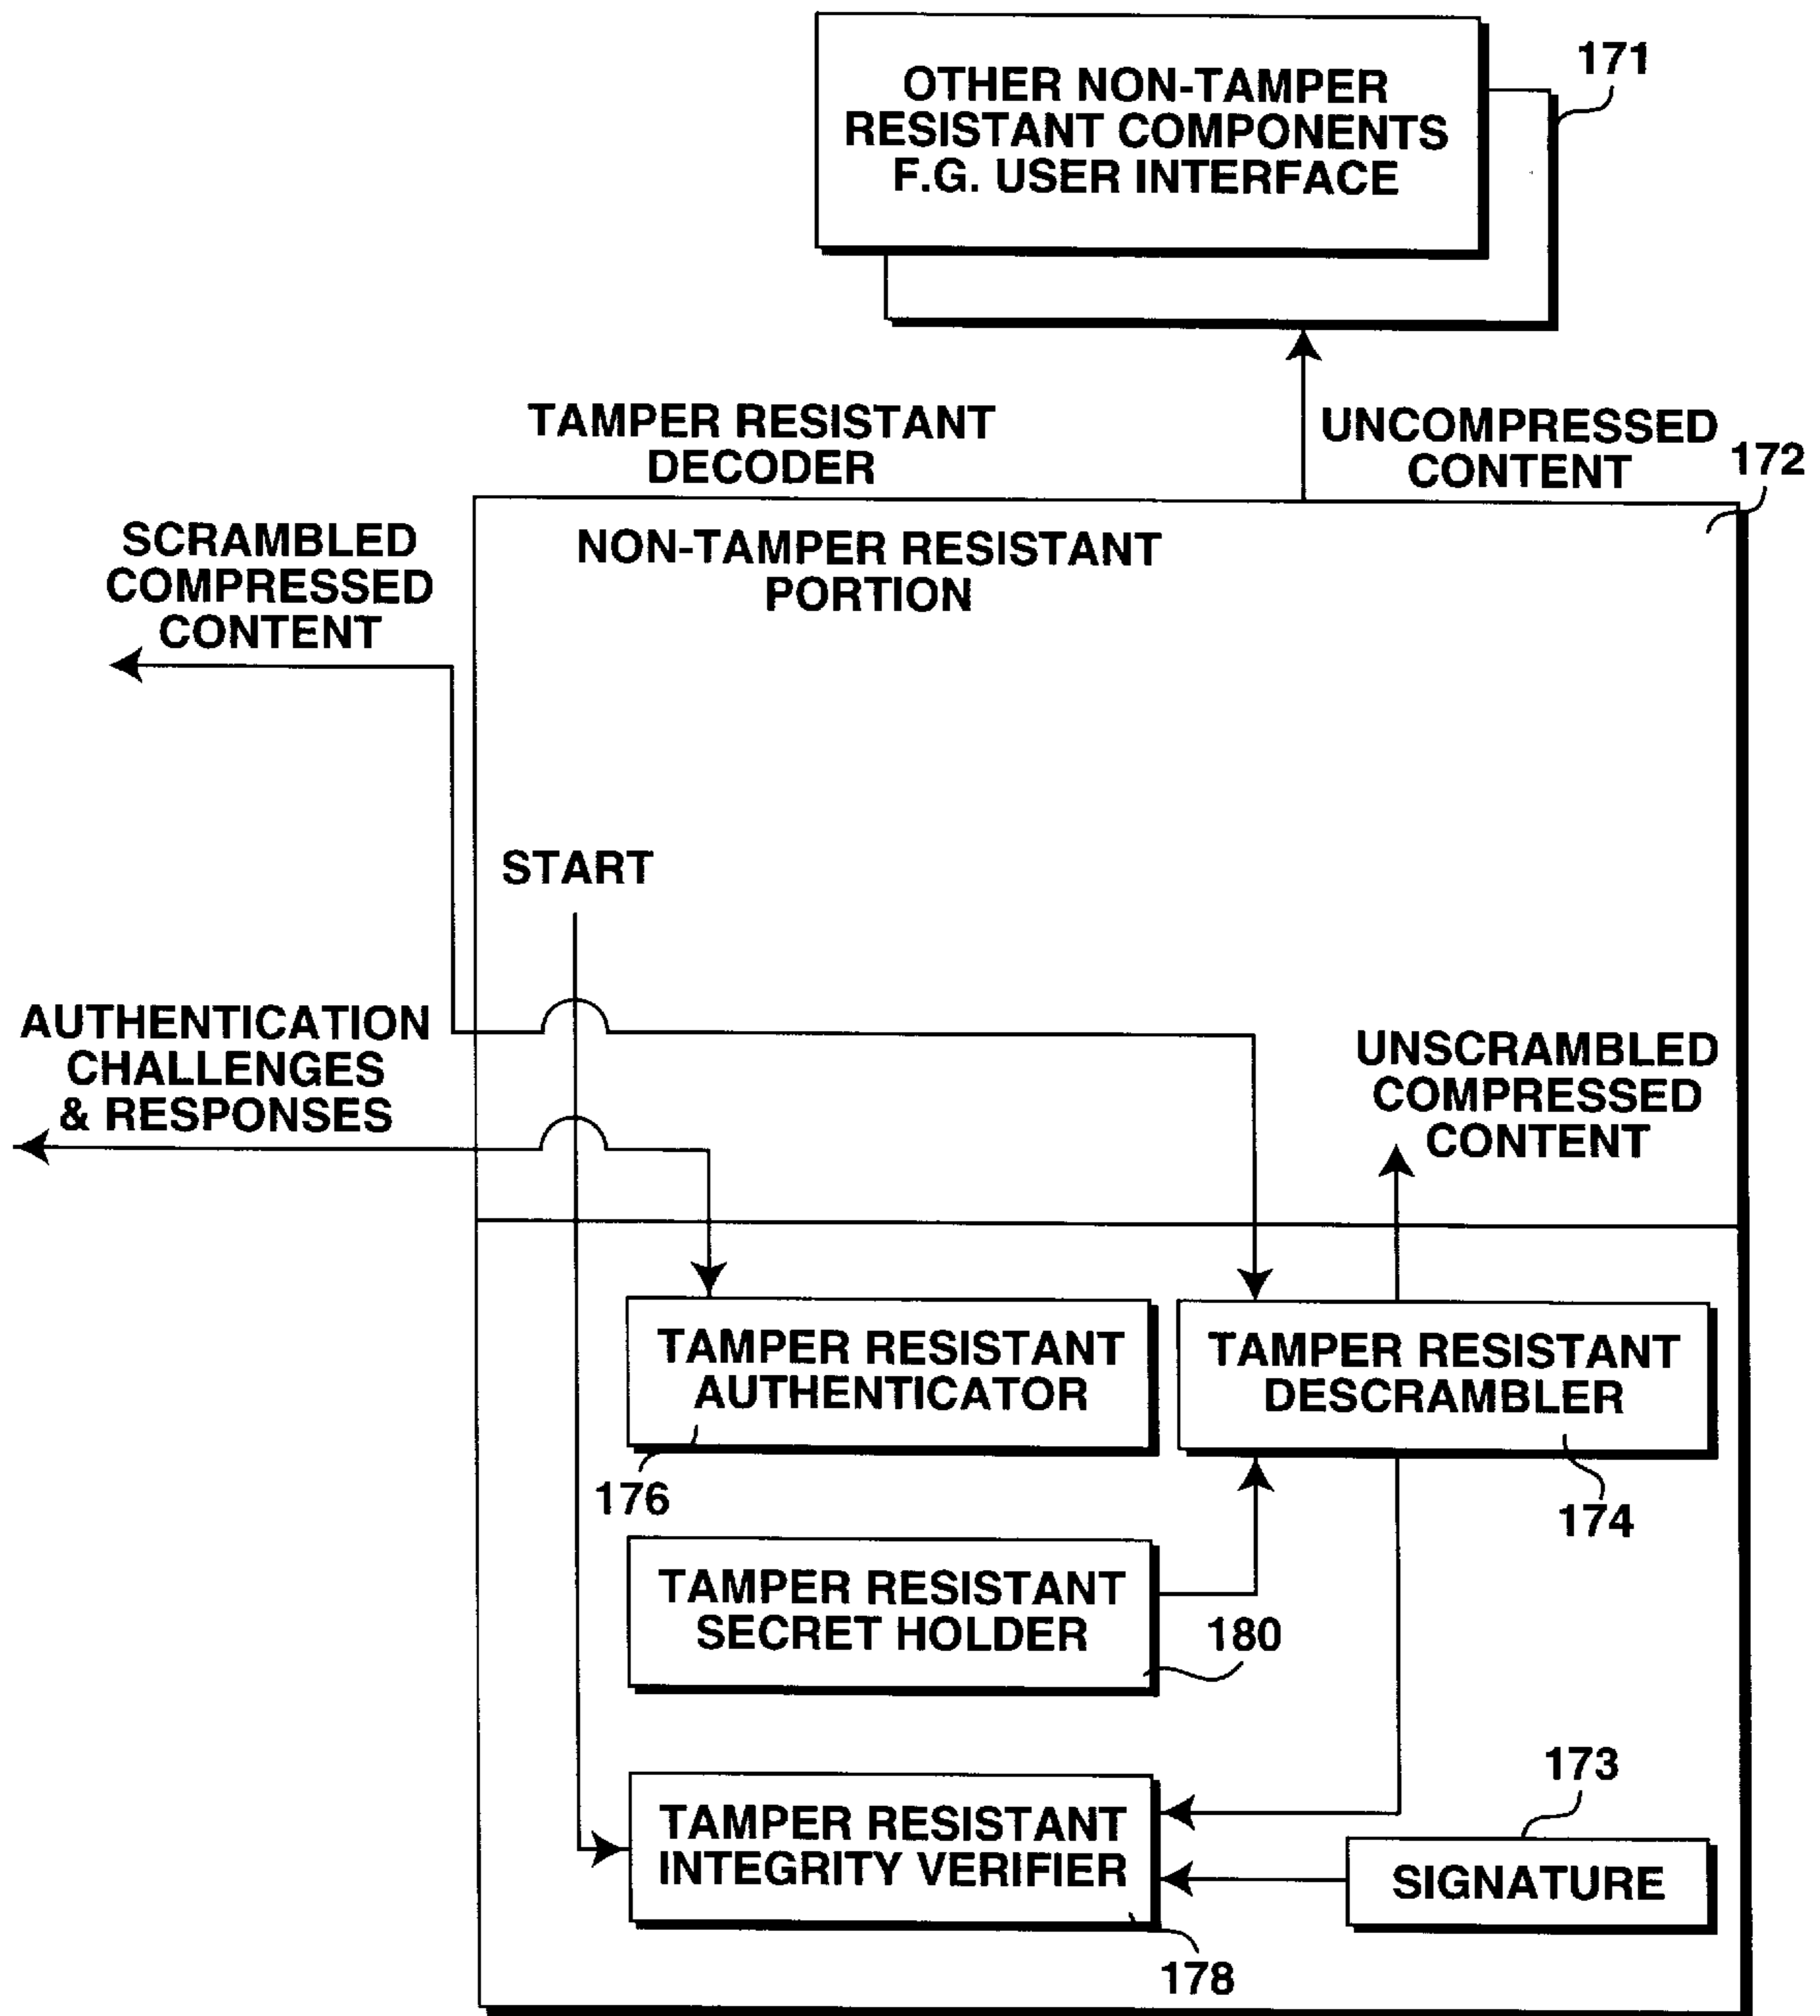 OTHER NON-TAMPER
RESISTANT COMPONENTS
F.G. USER INTERFACE
171
TAMPER RESISTANT
DECODER
UNCOMPRESSED
CONTENT
172
SCRAMBLED
COMPRESSED
CONTENT
NON-TAMPER RESISTANT
PORTION
START
AUTHENTICATION
CHALLENGES
& RESPONSES
UNSCRAMBLED
COMPRESSED
CONTENT
TAMPER RESISTANT
AUTHENTICATOR
176
TAMPER RESISTANT
DESCRAMBLER
174
TAMPER RESISTANT
SECRET HOLDER
180
TAMPER RESISTANT
INTEGRITY VERIFIER
178
173
SIGNATURE